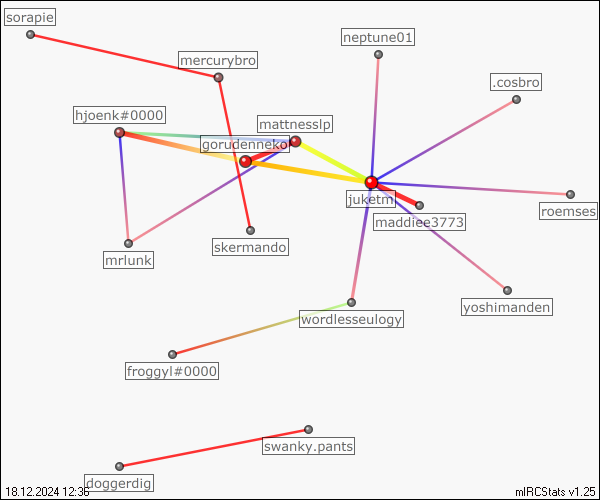 sorapie
neptune01
mercurybro
.cosbro
hjoenk#0000
mattnesslp
gorudenneko
juketm
maddiee3773
roemses
skermando
mrlunk
yoshimanden
wordlesseulogy
froggyl#0000
swanky.pants
doggerdig
18.12.2024 12:36
mIRCStats v1.25